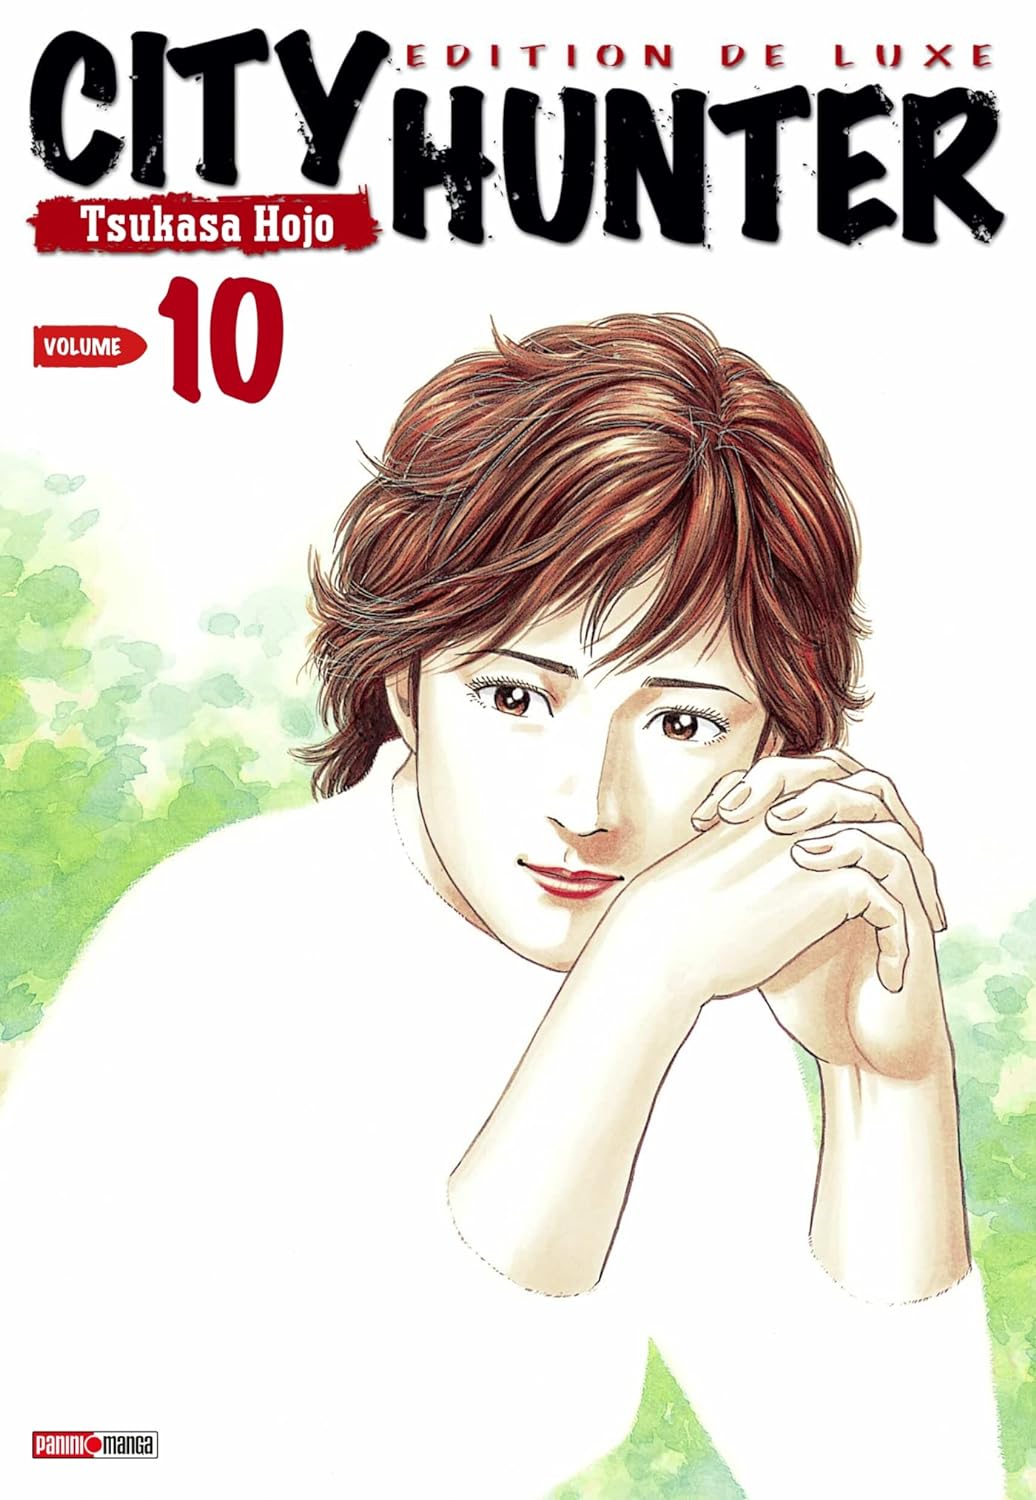 CITY
EDITION DE LUXE
HUNTER
Tsukasa Hojo
VOLUME 10
PANINI MANGA